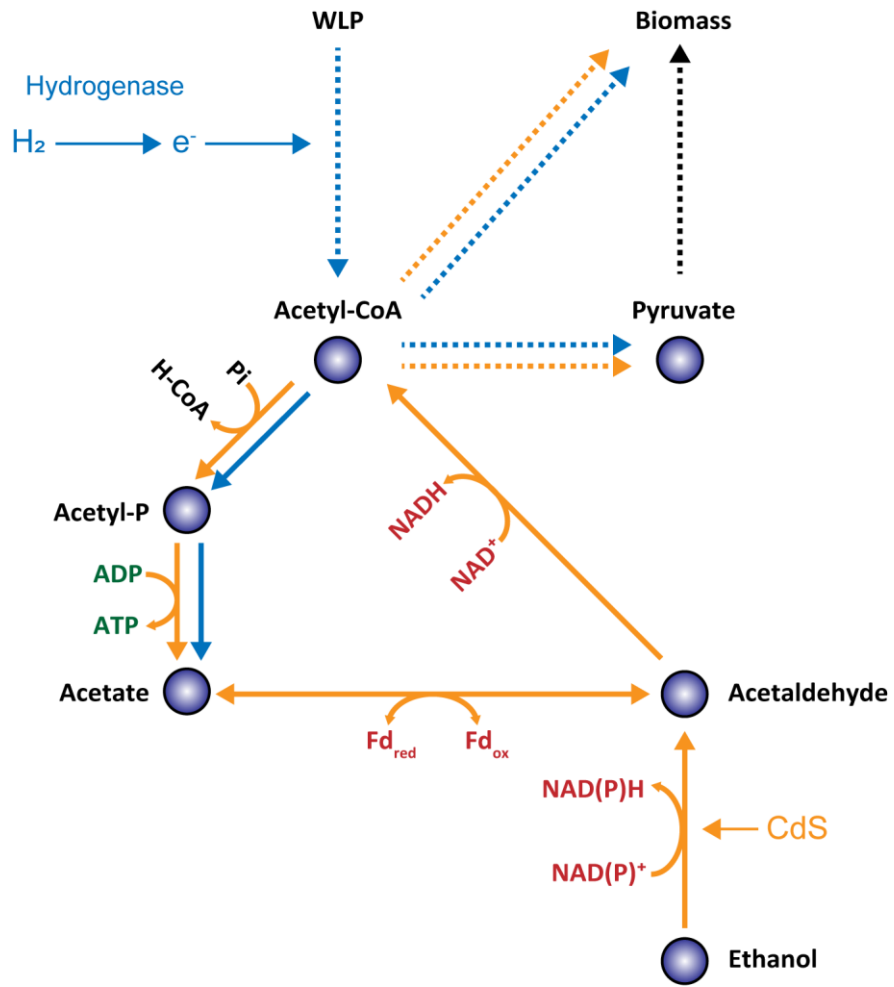 WLP
Biomass
Hydrogenase
H₂
e⁻
Acetyl-CoA
Pyruvate
Pi
H-CoA
Acetyl-P
NADH
NAD⁺
ADP
ATP
Acetate
Acetaldehyde
Fd_red
Fd_ox
NAD(P)H
CdS
NAD(P)⁺
Ethanol